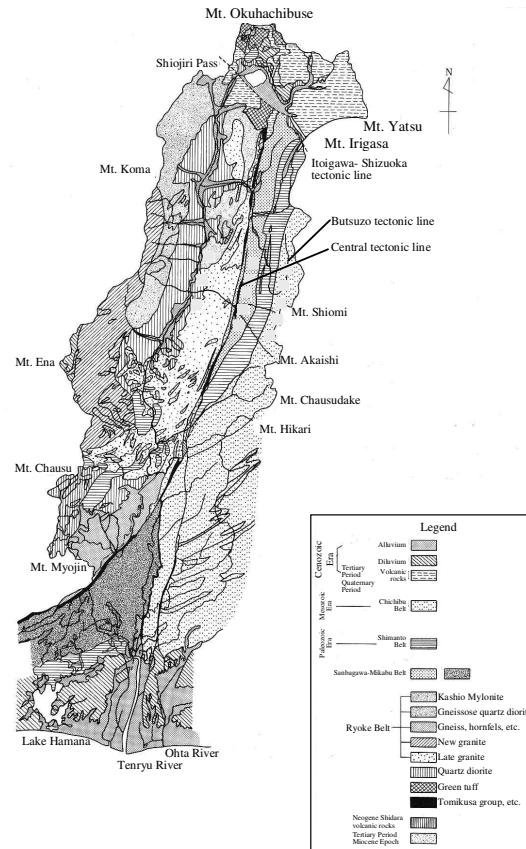 Mt. Okuhachibuse
Shiojiri Pass
N
Mt. Yatsu
Mt. Irigasa
Itoigawa- Shizuoka
tectonic line
Mt. Koma
Butsuzo tectonic line
Central tectonic line
Mt. Shiomi
Mt. Ena
Mt. Akaishi
Mt. Chausudake
Mt. Hikari
Mt. Chausu
Mt. Myojin
Lake Hamana
Ohta River
Tenryu River
Legend
Cenozoic
Era
Tertiary
Period
Quaternary
Period
Alluvium
Diluvium
Volcanic
rocks
Mesozoic
Era
Chichibu
Belt
Paleozoic
Era
Shimanto
Belt
Sanbagawa-Mikabu Belt
Ryoke Belt
Kashio Mylonite
Gneissose quartz diorit
Gneiss, hornfels, etc.
New granite
Late granite
Quartz diorite
Green tuff
Tomikusa group, etc.
Neogene Shidara
volcanic rocks
Tertiary Period
Miocene Epoch